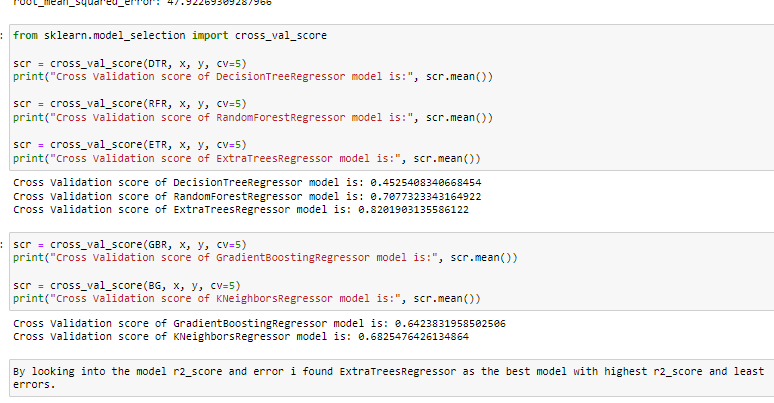 root_mean_squared_error: 47.92269309287966
: from sklearn.model_selection import cross_val_score
scr = cross_val_score(DTR, x, y, cv=5)
print("Cross Validation score of DecisionTreeRegressor model is:", scr.mean())
scr = cross_val_score(RFR, x, y, cv=5)
print("Cross Validation score of RandomForestRegressor model is:", scr.mean())
scr = cross_val_score(ETR, x, y, cv=5)
print("Cross Validation score of ExtraTreesRegressor model is:", scr.mean())
Cross Validation score of DecisionTreeRegressor model is: 0.4525408340668454
Cross Validation score of RandomForestRegressor model is: 0.7077323343164922
Cross Validation score of ExtraTreesRegressor model is: 0.8201903135586122
: scr = cross_val_score(GBR, x, y, cv=5)
print("Cross Validation score of GradientBoostingRegressor model is:", scr.mean())
scr = cross_val_score(BG, x, y, cv=5)
print("Cross Validation score of KNeighborsRegressor model is:", scr.mean())
Cross Validation score of GradientBoostingRegressor model is: 0.6423831958502506
Cross Validation score of KNeighborsRegressor model is: 0.6825476426134864
By looking into the model r2_score and error i found ExtraTreesRegressor as the best model with highest r2_score and least
errors.